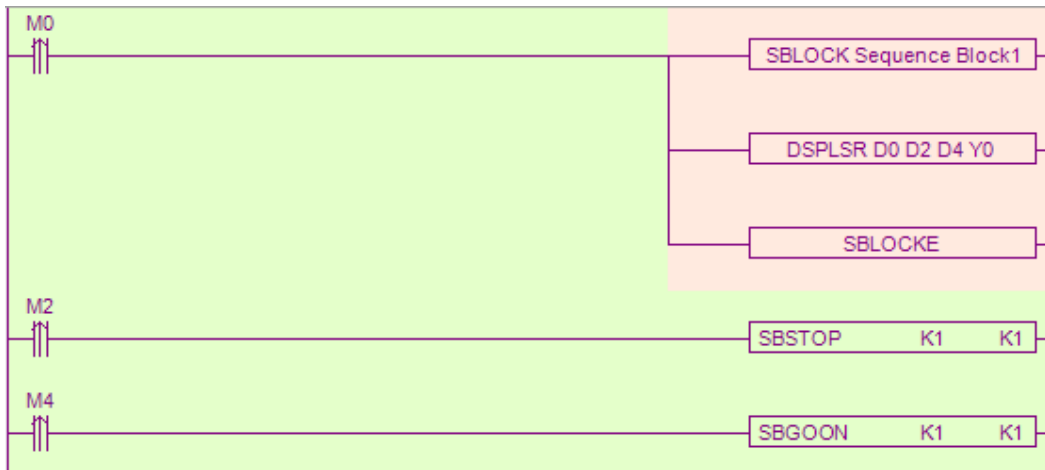 M0
SBLOCK Sequence Block1
DSPLSR D0 D2 D4 Y0
SBLOCKE
M2
SBSTOP K1 K1
M4
SBGOON K1 K1